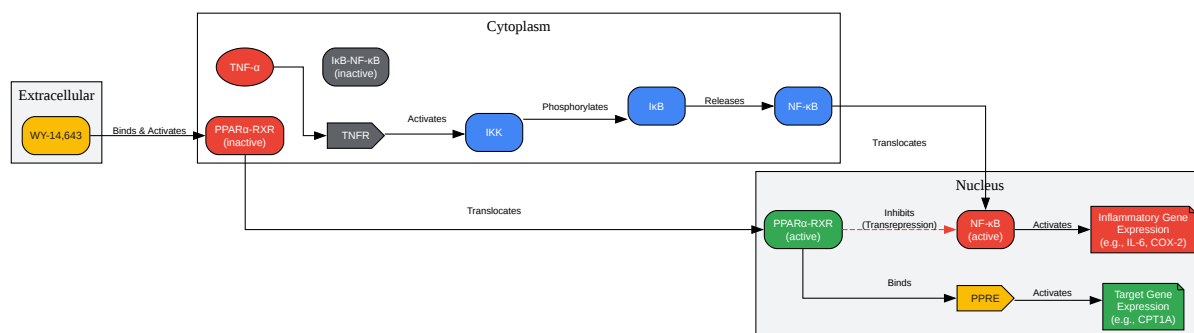 Cytoplasm
TNF-α
IκB-NF-κB
(inactive)
Extracellular
WY-14,643
Binds & Activates
PPARα-RXR
(inactive)
TNFR
Activates
IKK
Phosphorylates
IκB
Releases
NF-κB
Translocates
Translocates
Nucleus
PPARα-RXR
(active)
Inhibits
(Transrepression)
NF-κB
(active)
Activates
Inflammatory Gene
Expression
(e.g., IL-6, COX-2)
Binds
PPRE
Activates
Target Gene
Expression
(e.g., CPT1A)